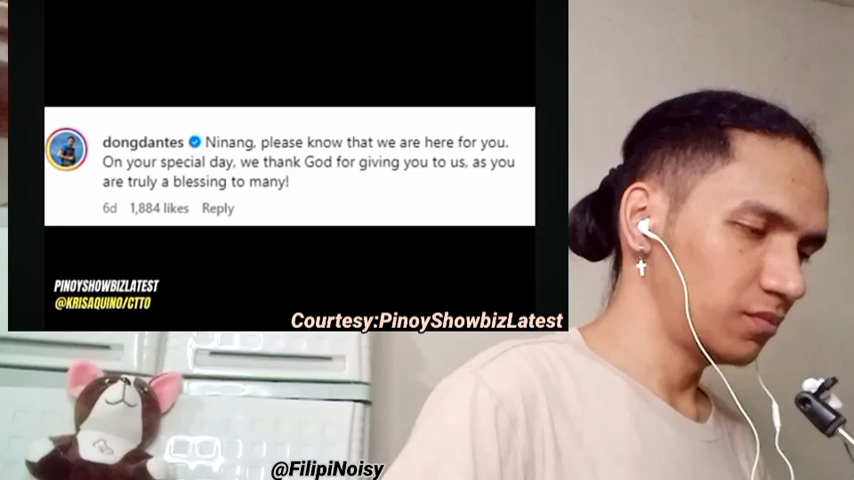 dongdantes Ninang, please know that we are here for you.
On your special day, we thank God for giving you to us, as you
are truly a blessing to many!
6d 1,884 likes Reply
PINOYSHOWBIZLATEST
@KRISAQUINO/CTTO
Courtesy:PinoyShowbizLatest
@FilipiNoisy